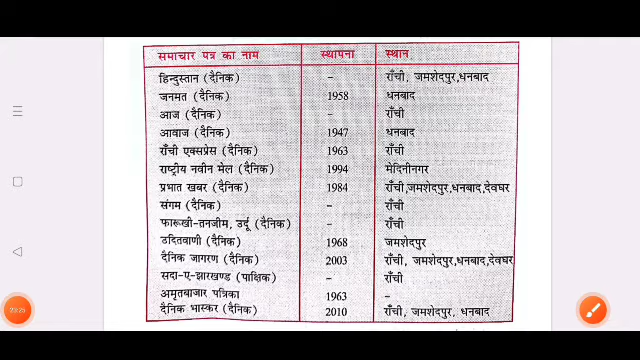 समाचार पत्र का नाम स्थापना स्थान
हिन्दुस्तान (दैनिक) – राँची, जमशेदपुर,धनबाद
जनमत (दैनिक) 1958 धनबाद
आज (दैनिक) – राँची
आवाज (दैनिक) 1947 धनबाद
राँची एक्सप्रेस (दैनिक) 1963 राँची
राष्ट्रीय नवीन मेल (दैनिक) 1994 मेदिनीनगर
प्रभात खबर (दैनिक) 1984 राँची,जमशेदपुर,धनबाद,देवघर
संगम (दैनिक) – राँची
फारूखी-तनजीम, उर्दू (दैनिक) – राँची
उदितवाणी (दैनिक) 1968 जमशेदपुर
दैनिक जागरण (दैनिक) 2003 राँची, जमशेदपुर,धनबाद,देवघर
सदा-ए-झारखण्ड (पाक्षिक) – राँची
अमृतबाजार पत्रिका 1963 –
दैनिक भास्कर (दैनिक) 2010 राँची, जमशेदपुर, धनबाद